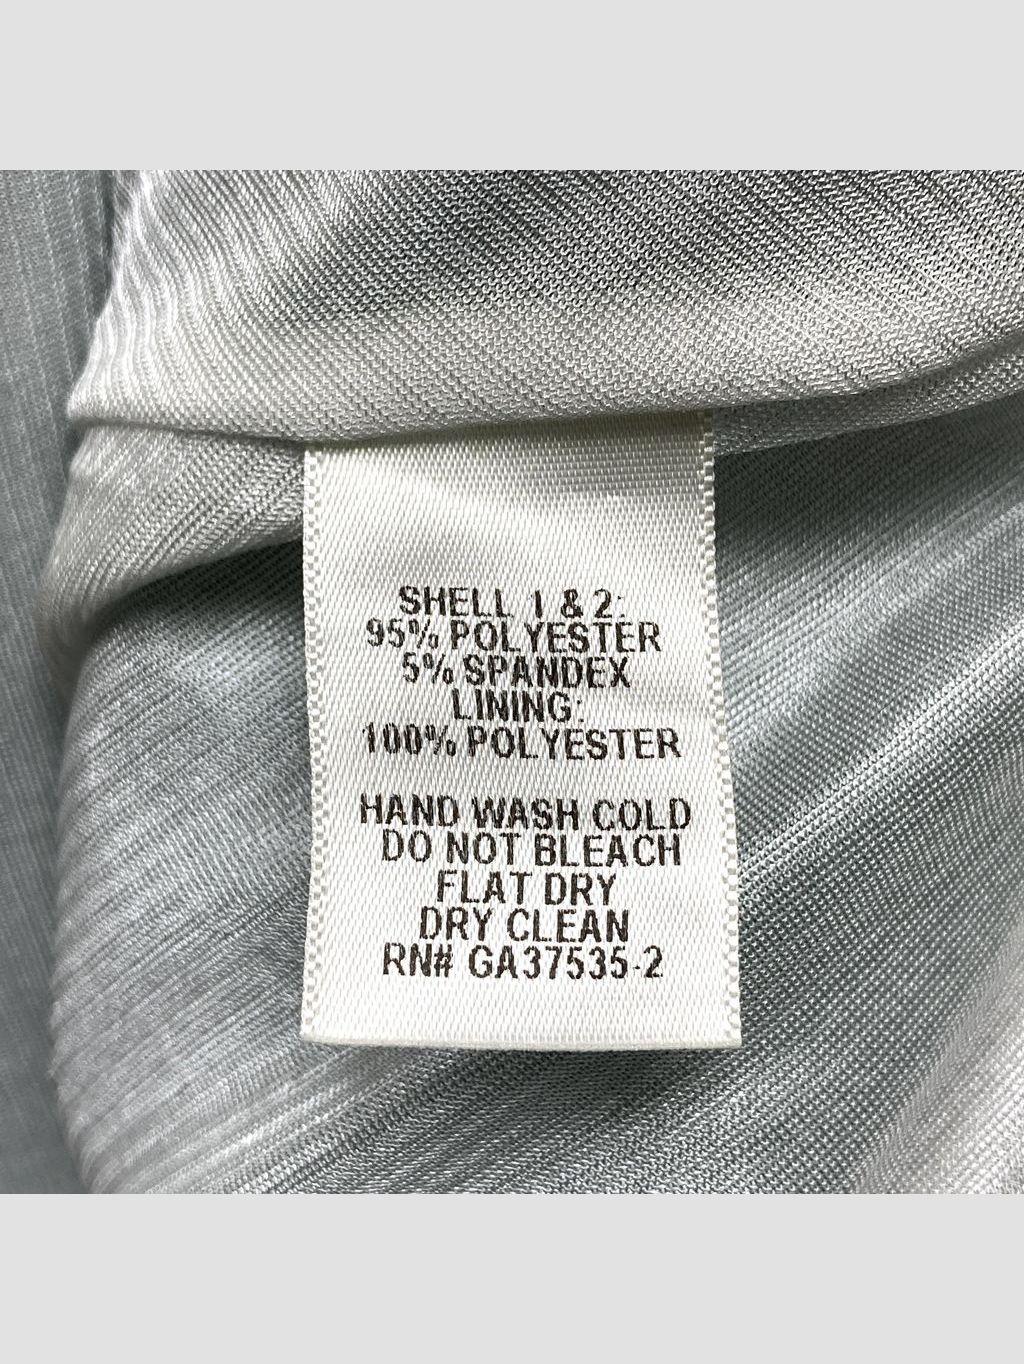 SHELL 1 & 2:
95% POLYESTER
5% SPANDEX
LINING:
100% POLYESTER
HAND WASH COLD
DO NOT BLEACH
FLAT DRY
DRY CLEAN
RN# GA37535-2